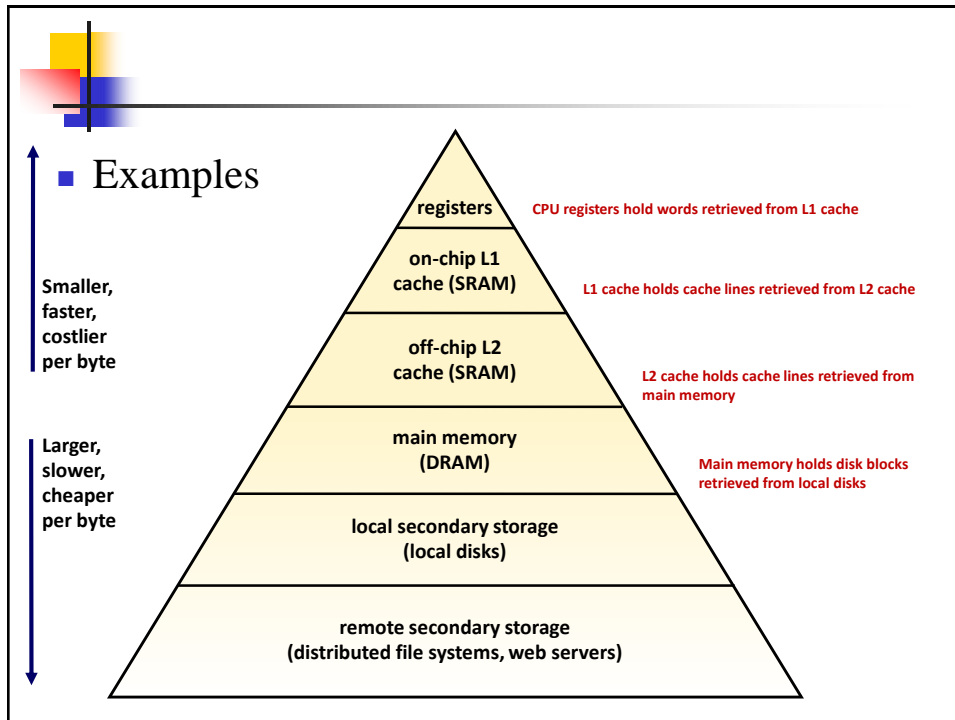 Examples
registers
CPU registers hold words retrieved from L1 cache
on-chip L1
cache (SRAM)
L1 cache holds cache lines retrieved from L2 cache
Smaller,
faster,
costlier
per byte
off-chip L2
cache (SRAM)
L2 cache holds cache lines retrieved from
main memory
Larger,
slower,
cheaper
per byte
main memory
(DRAM)
Main memory holds disk blocks
retrieved from local disks
local secondary storage
(local disks)
remote secondary storage
(distributed file systems, web servers)